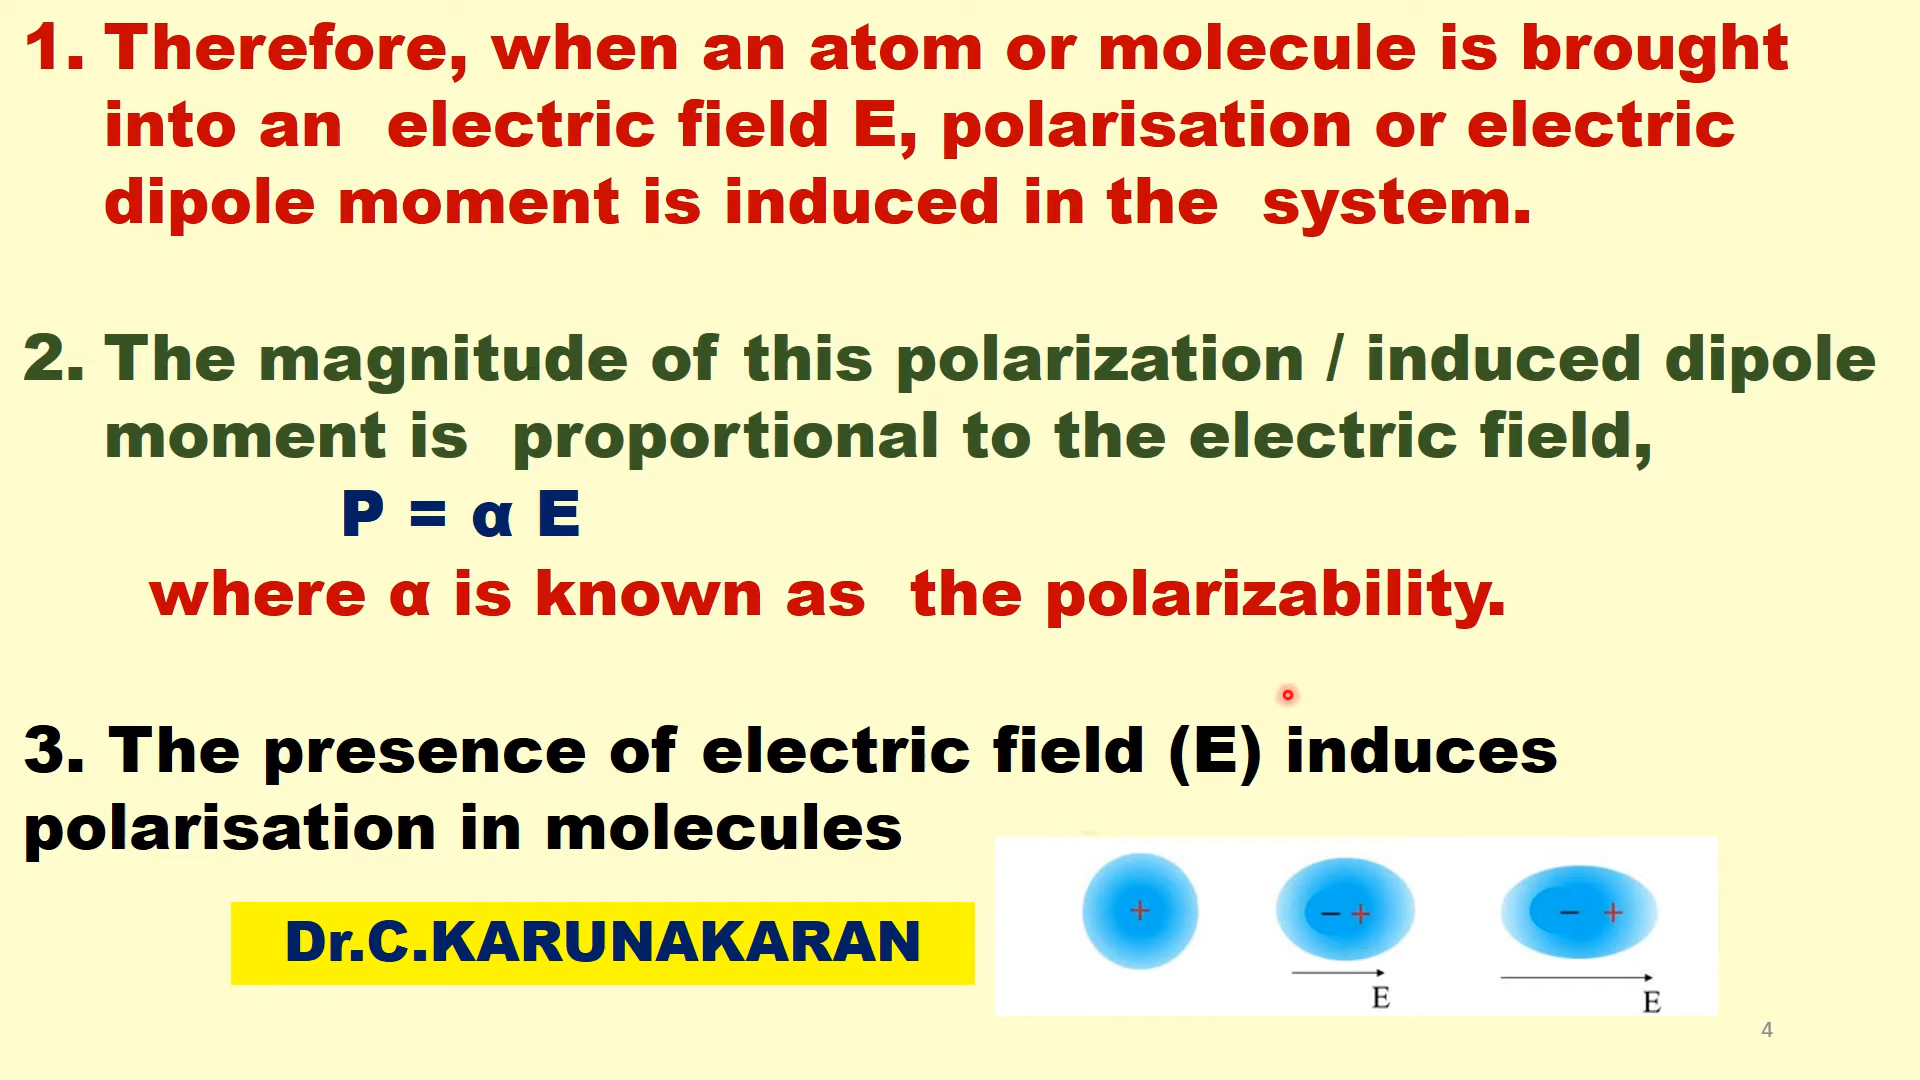 1. Therefore, when an atom or molecule is brought
into an electric field E, polarisation or electric
dipole moment is induced in the system.
2. The magnitude of this polarization / induced dipole
moment is proportional to the electric field,
P = α E
where α is known as the polarizability.
3. The presence of electric field (E) induces
polarisation in molecules
Dr.C.KARUNAKARAN
+
− +
− +
E
E
4